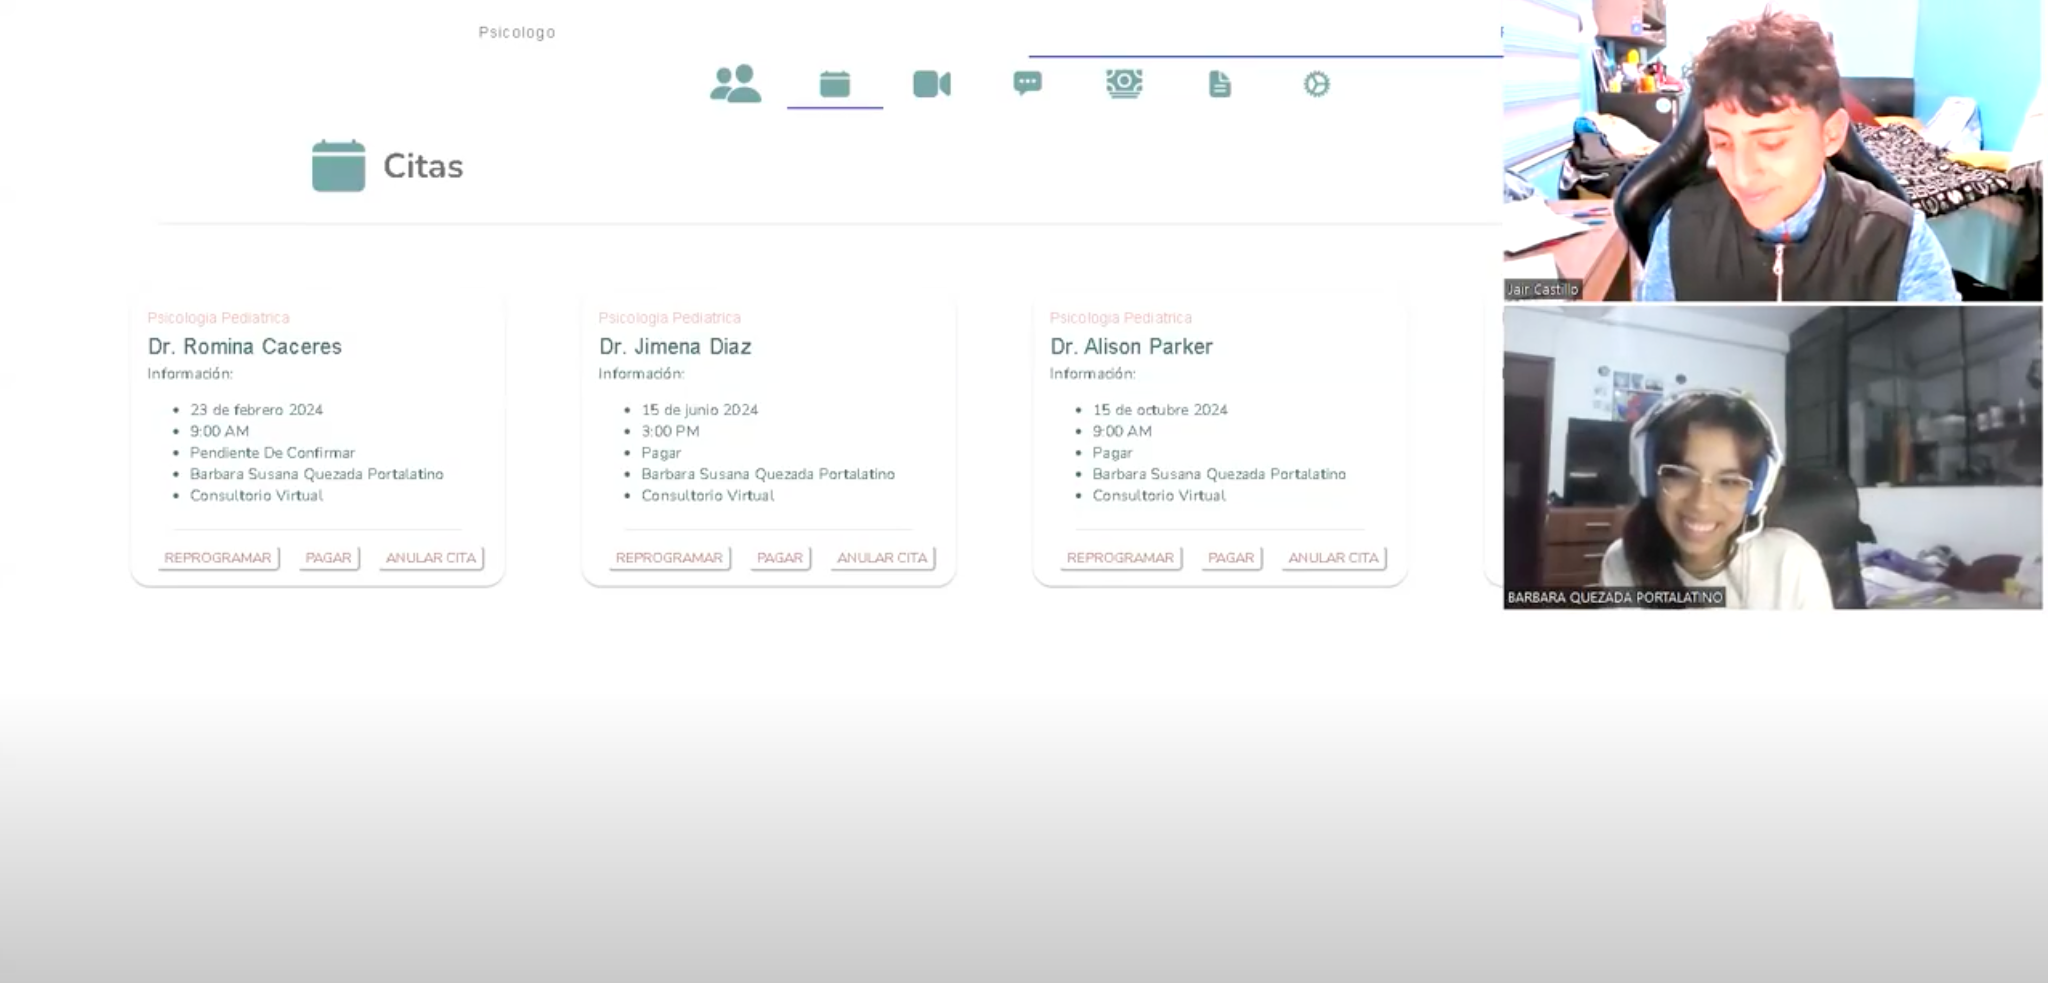 Psicologo
Citas
Psicologia Pediatrica
Dr. Romina Caceres
Información:
23 de febrero 2024
9:00 AM
Pendiente De Confirmar
Barbara Susana Quezada Portalatino
Consultorio Virtual
REPROGRAMAR PAGAR ANULAR CITA
Psicologia Pediatrica
Dr. Jimena Diaz
Información:
15 de junio 2024
3:00 PM
Pagar
Barbara Susana Quezada Portalatino
Consultorio Virtual
REPROGRAMAR PAGAR ANULAR CITA
Psicologia Pediatrica
Dr. Alison Parker
Información:
15 de octubre 2024
9:00 AM
Pagar
Barbara Susana Quezada Portalatino
Consultorio Virtual
REPROGRAMAR PAGAR ANULAR CITA
Jair Castillo
BARBARA QUEZADA PORTALATINO